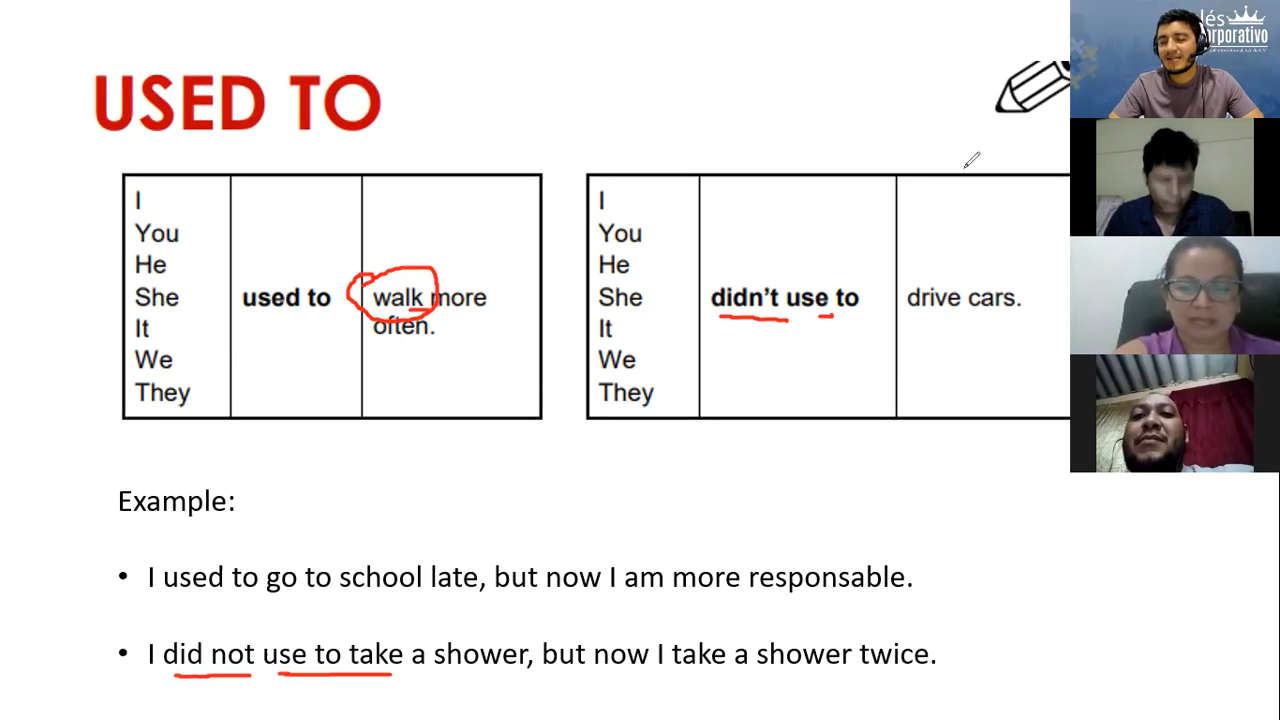 USED TO
I
You
He
She
It
We
They
used to
walk more
often.
I
You
He
She
It
We
They
didn't use to
drive cars.
Example:
• I used to go to school late, but now I am more responsable.
• I did not use to take a shower, but now I take a shower twice.
lés
orporativo